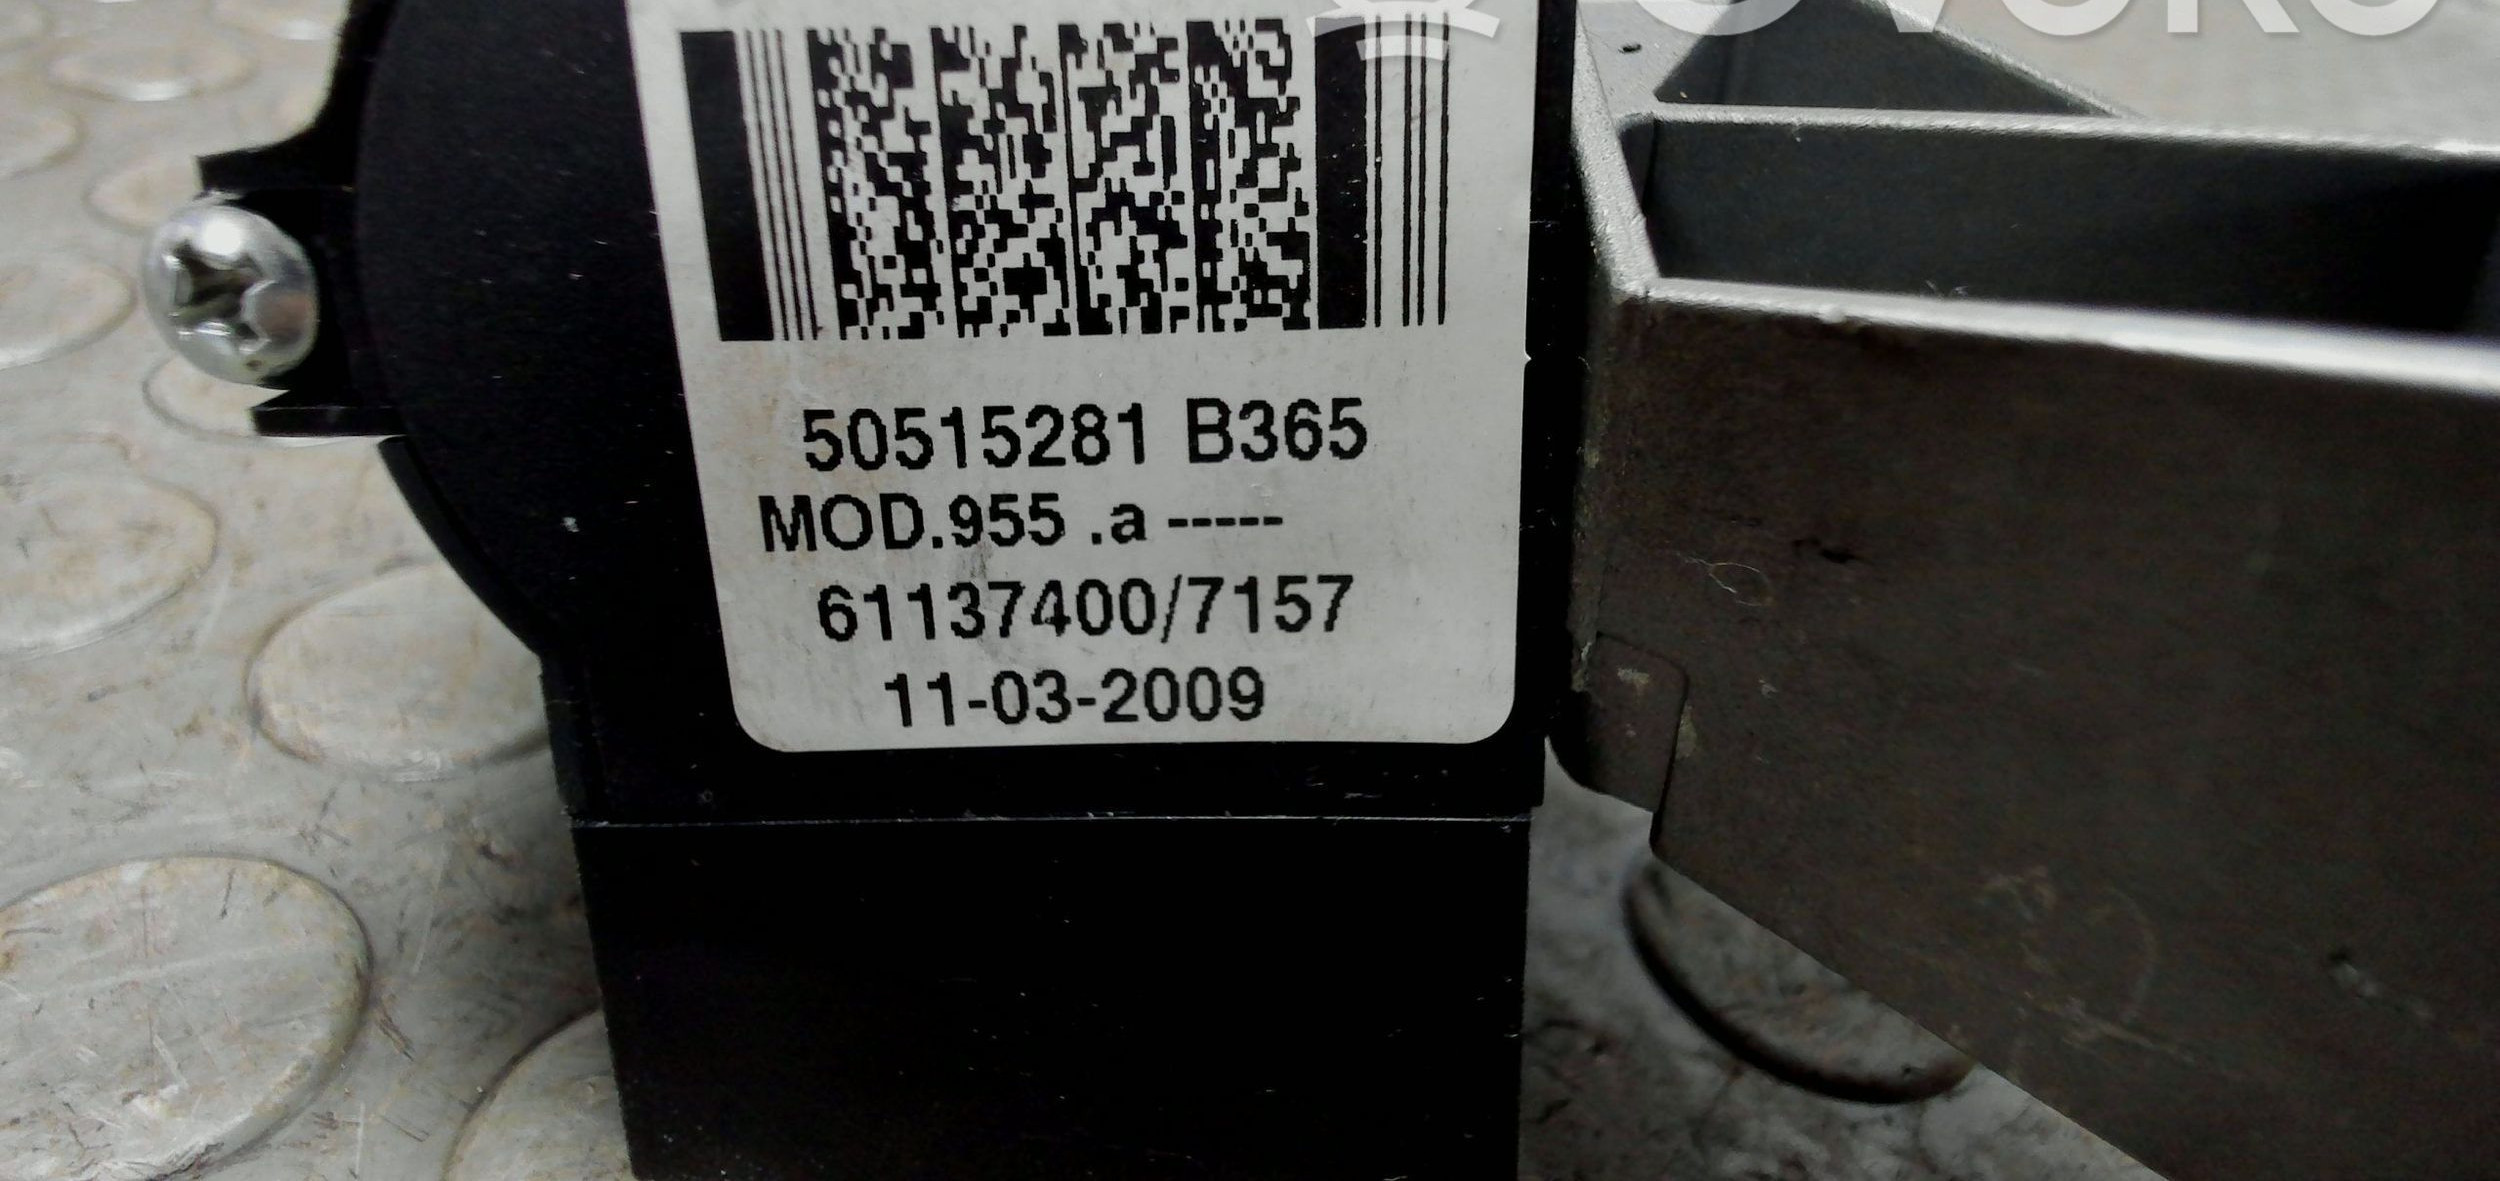 50515281 B365
MOD.955 .a -----
61137400/7157
11-03-2009